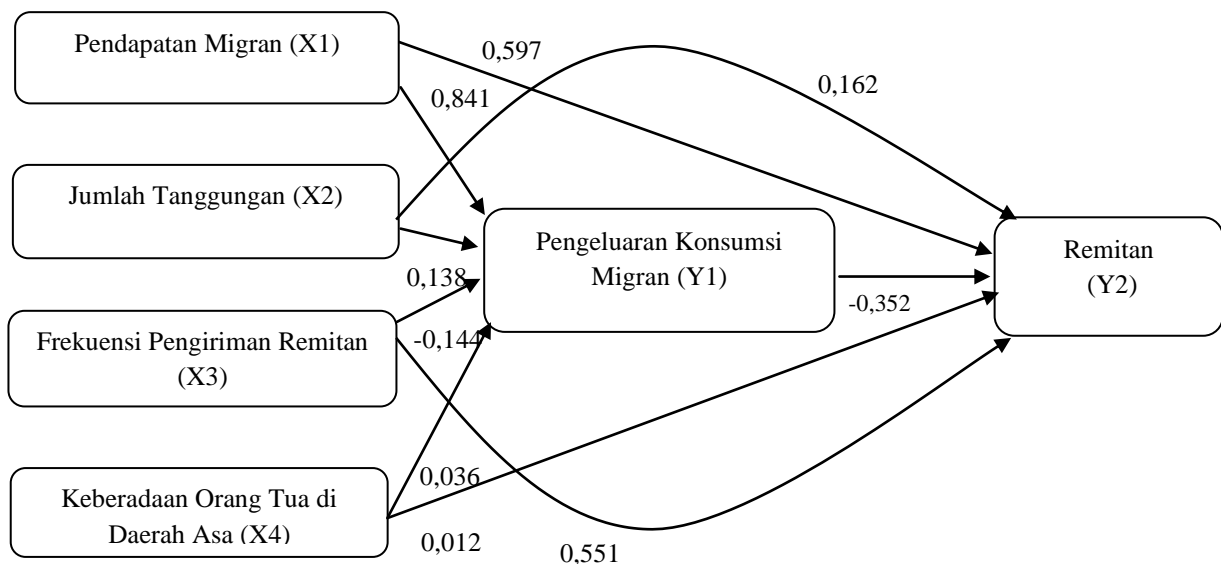 Pendapatan Migran (X1)
0,597
0,162
0,841
Jumlah Tanggungan (X2)
Pengeluaran Konsumsi
Migran (Y1)
Remitan
(Y2)
0,138
-0,352
Frekuensi Pengiriman Remitan
(X3)
-0,144
0,036
Keberadaan Orang Tua di
Daerah Asa (X4)
0,012
0,551